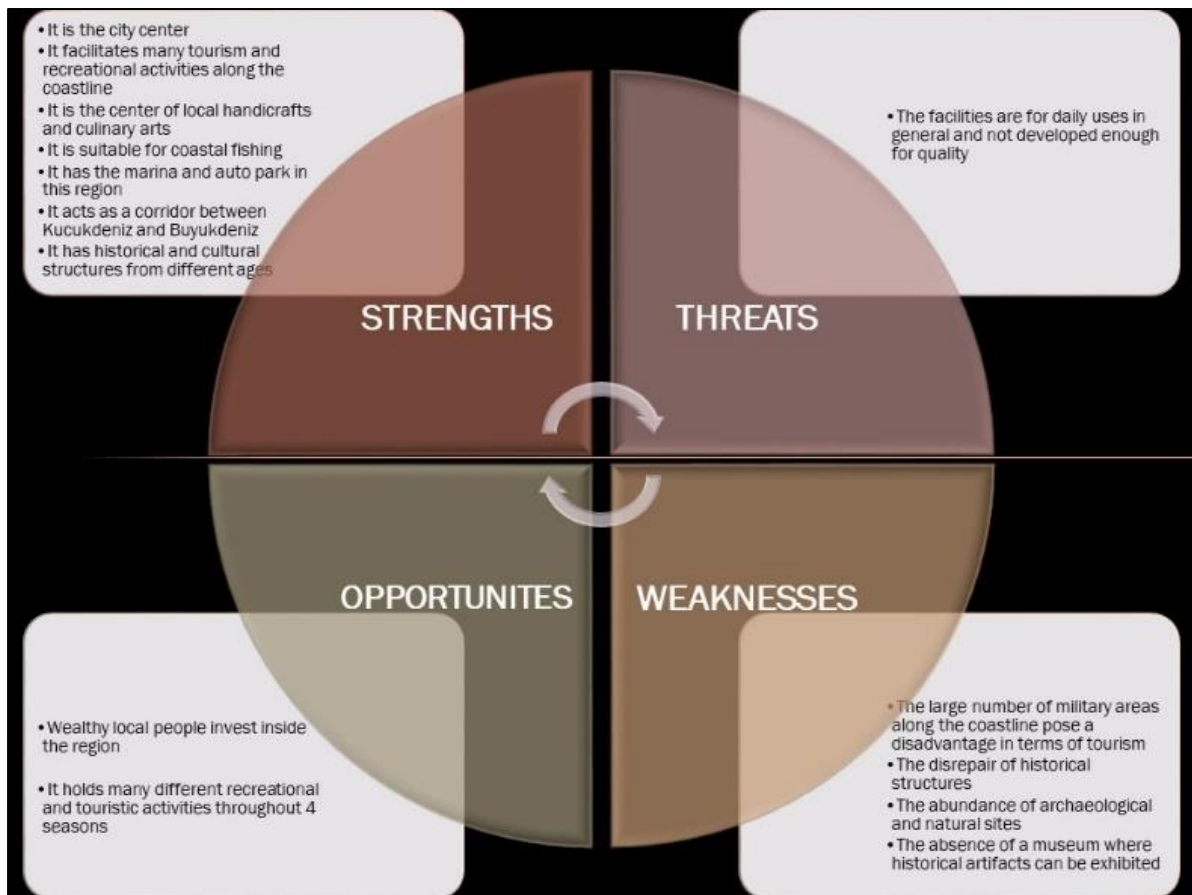 • It is the city center
• It facilitates many tourism and
recreational activities along the
coastline
• It is the center of local handicrafts
and culinary arts
• It is suitable for coastal fishing
• It has the marina and auto park in
this region
• It acts as a corridor between
Kucukdeniz and Buyukdeniz
• It has historical and cultural
structures from different ages
• The facilities are for daily uses in
general and not developed enough
for quality
STRENGTHS
THREATS
OPPORTUNITES
WEAKNESSES
• Wealthy local people invest inside
the region
• It holds many different recreational
and touristic activities throughout 4
seasons
• The large number of military areas
along the coastline pose a
disadvantage in terms of tourism
• The disrepair of historical
structures
• The abundance of archaeological
and natural sites
• The absence of a museum where
historical artifacts can be exhibited